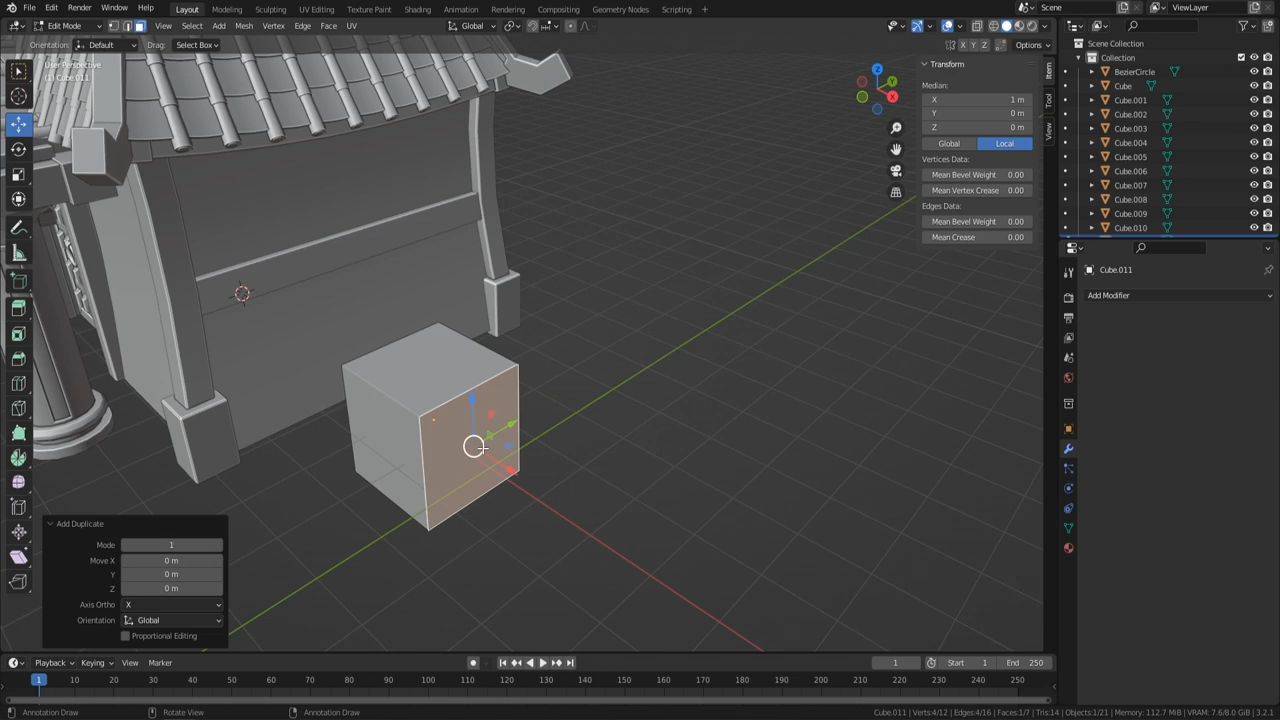 File Edit Render Window Help Layout Modeling Sculpting UV Editing Texture Paint Shading Animation Rendering Compositing Geometry Nodes Scripting + Scene ViewLayer
Edit Mode View Select Add Mesh Vertex Edge Face UV Global
Orientation: Default Drag: Select Box X Y Z Options
User Perspective
(1) Cube.011
Transform
Median:
X 1 m
Y 0 m
Z 0 m
Global Local
Vertices Data:
Mean Bevel Weight 0.00
Mean Vertex Crease 0.00
Edges Data:
Mean Bevel Weight 0.00
Mean Crease 0.00
Item
Tool
View
Z
Y
X
Scene Collection
Collection
BezierCircle
Cube
Cube.001
Cube.002
Cube.003
Cube.004
Cube.005
Cube.006
Cube.007
Cube.008
Cube.009
Cube.010
Cube.011
Add Modifier
Add Duplicate
Mode 1
Move X 0 m
Y 0 m
Z 0 m
Axis Ortho X
Orientation Global
Proportional Editing
Playback Keying View Marker 1 Start 1 End 250
1 10 20 30 40 50 60 70 80 90 100 110 120 130 140 150 160 170 180 190 200 210 220 230 240 250
Annotation Draw Rotate View Annotation Draw Cube.011 | Verts:4/12 | Edges:4/16 | Faces:1/7 | Tris:14 | Objects:1/21 | Memory: 112.7 MiB | VRAM: 7.6/8.0 GiB | 3.2.1